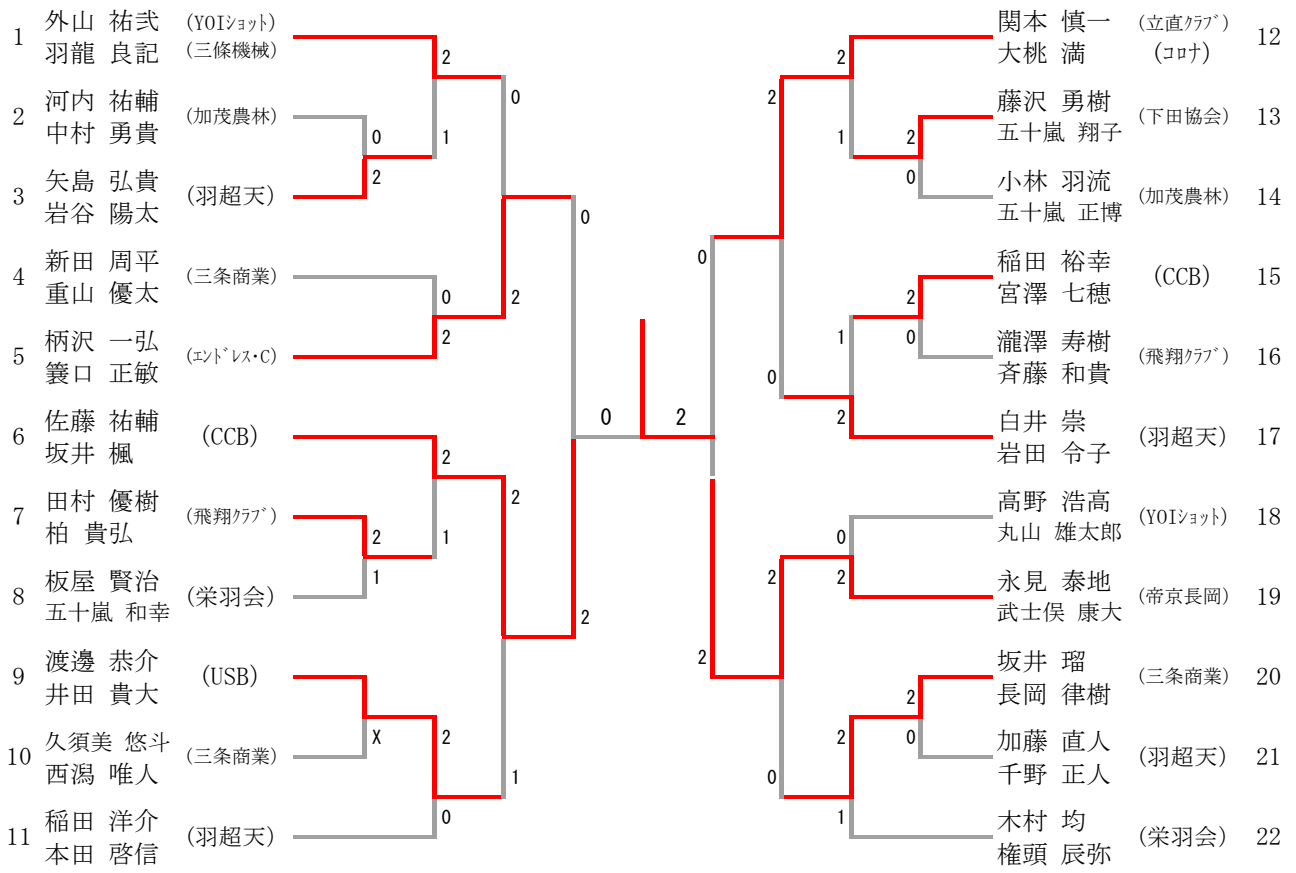 1 外山 祐弐 (YOIショット)
羽龍 良記 (三條機械)
2 河内 祐輔 (加茂農林)
中村 勇貴
3 矢島 弘貴 (羽超天)
岩谷 陽太
4 新田 周平 (三条商業)
重山 優太
5 柄沢 一弘 (エンドレス・C)
簑口 正敏
6 佐藤 祐輔 (CCB)
坂井 楓
7 田村 優樹 (飛翔クラブ)
柏 貴弘
8 板屋 賢治 (栄羽会)
五十嵐 和幸
9 渡邊 恭介 (USB)
井田 貴大
10 久須美 悠斗 (三条商業)
西潟 唯人
11 稲田 洋介 (羽超天)
本田 啓信
2
0
0
1
2
0
0
2
2
2
2
2
1
1
2
X
2
1
0
0
2
2
2
1
2
0
0
2
1
0
0
2
0
2
2
2
2
2
0
0
1
関本 慎一 (立直クラブ) 12
大桃 満 (コロナ)
藤沢 勇樹 (下田協会) 13
五十嵐 翔子
小林 羽流 (加茂農林) 14
五十嵐 正博
稲田 裕幸 (CCB) 15
宮澤 七穂
瀧澤 寿樹 (飛翔クラブ) 16
斉藤 和貴
白井 崇 (羽超天) 17
岩田 令子
高野 浩高 (YOIショット) 18
丸山 雄太郎
永見 泰地 (帝京長岡) 19
武士俣 康大
坂井 瑠 (三条商業) 20
長岡 律樹
加藤 直人 (羽超天) 21
千野 正人
木村 均 (栄羽会) 22
権頭 辰弥